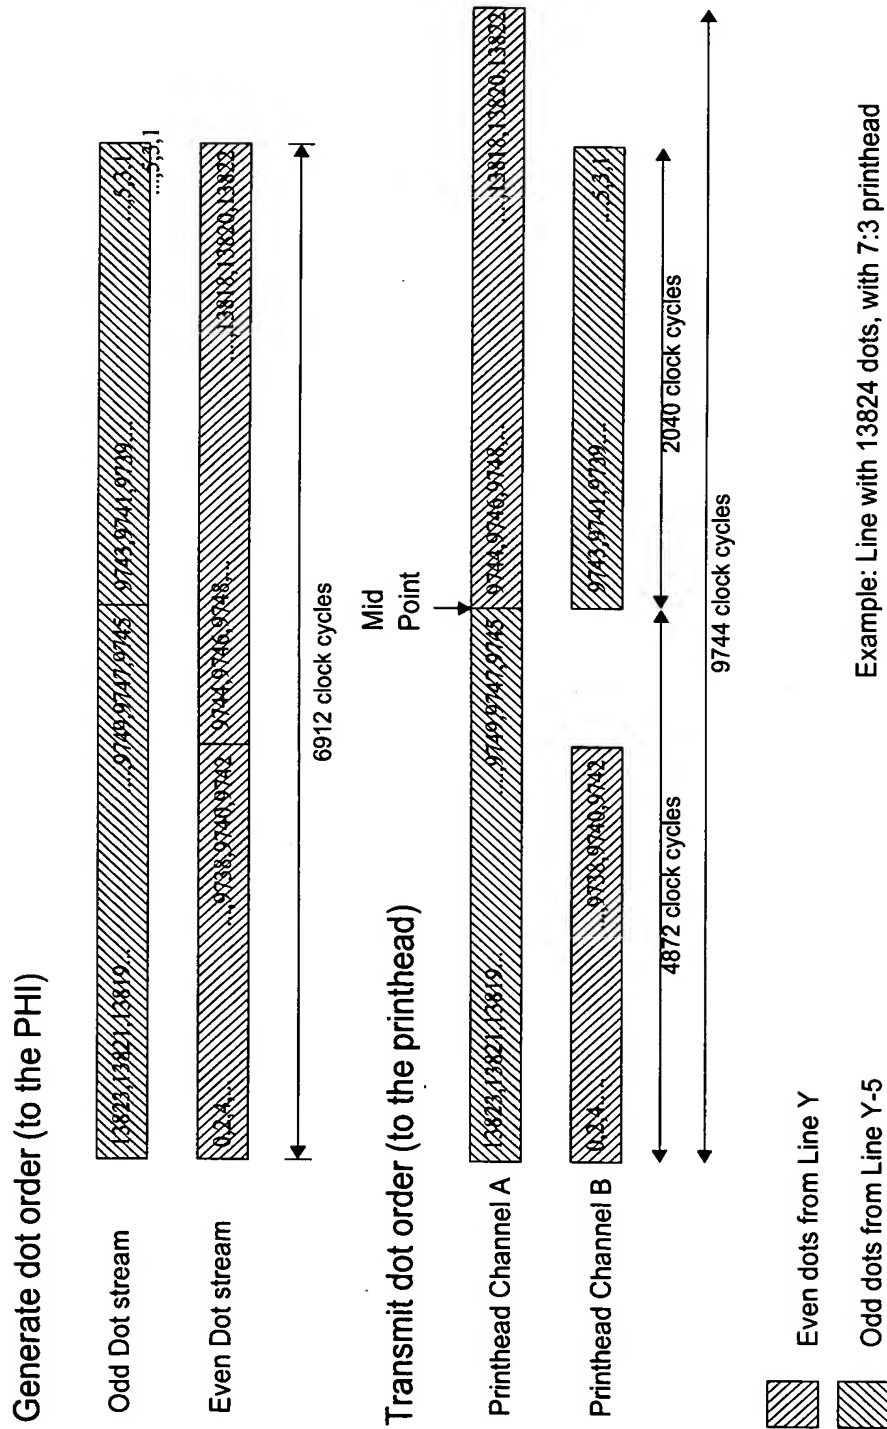 Generate dot order (to the PHI)
Odd Dot stream
13823,13821,13819...
...,9749,9747,9745
9743,9741,9739....
...,5,3,1
...,5,3,1
Even Dot stream
0,2,4,...
...,9738,9740,9742
9744,9746,9748,...
...,13818,13820,13822
6912 clock cycles
Transmit dot order (to the printhead)
Mid
Point
Printhead Channel A
13823,13821,13819...
...,9749,9747,9745
9744,9746,9748,...
...,13818,13820,13822
Printhead Channel B
0,2,4,...
...,9738,9740,9742
9743,9741,9739....
...,5,3,1
4872 clock cycles
2040 clock cycles
9744 clock cycles
Even dots from Line Y
Odd dots from Line Y-5
Example: Line with 13824 dots, with 7:3 printhead